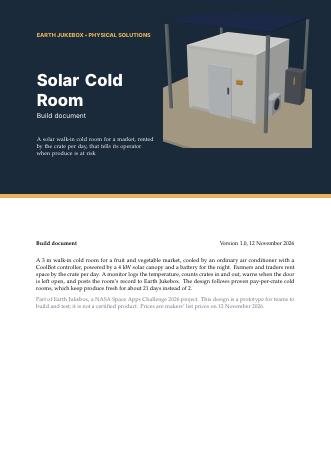 EARTH JUKEBOX • PHYSICAL SOLUTIONS
Solar Cold
Room
Build document
A solar walk-in cold room for a market, rented
by the crate per day, that tells its operator
when produce is at risk
Build document
Version 1.0, 12 November 2026
A 3 m walk-in cold room for a fruit and vegetable market, cooled by an ordinary air conditioner with a
CoolBot controller, powered by a 4 kW solar canopy and a battery for the night. Farmers and traders rent
space by the crate per day. A monitor logs the temperature, counts crates in and out, warns when the door
is left open, and posts the room's record to Earth Jukebox. The design follows proven pay-per-crate cold
rooms, which keep produce fresh for about 21 days instead of 2.
Part of Earth Jukebox, a NASA Space Apps Challenge 2026 project. This design is a prototype for teams to
build and test; it is not a certified product. Prices are makers' list prices on 12 November 2026.